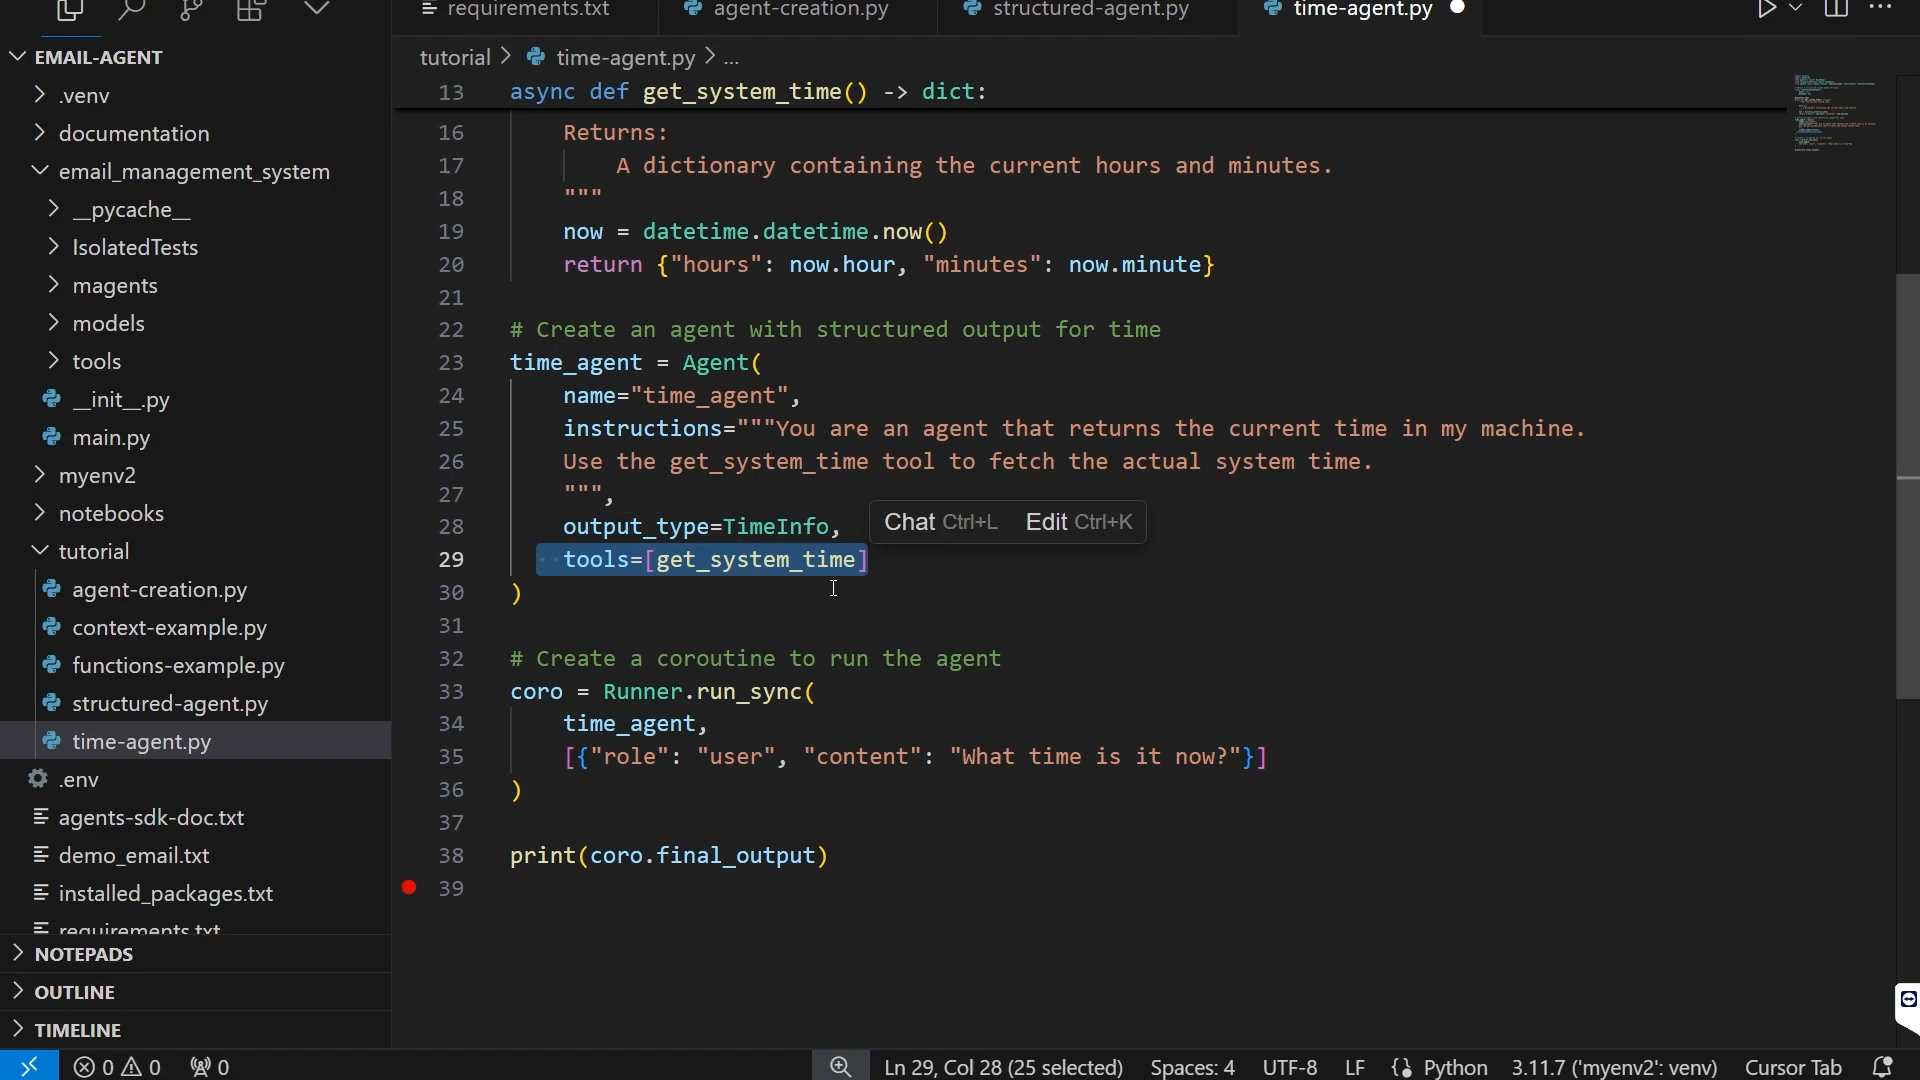 requirements.txt
agent-creation.py
structured-agent.py
time-agent.py
EMAIL-AGENT
.venv
documentation
email_management_system
__pycache__
IsolatedTests
magents
models
tools
__init__.py
main.py
myenv2
notebooks
tutorial
agent-creation.py
context-example.py
functions-example.py
structured-agent.py
time-agent.py
.env
agents-sdk-doc.txt
demo_email.txt
installed_packages.txt
requirements.txt
NOTEPADS
OUTLINE
TIMELINE
tutorial > time-agent.py > ...
13 async def get_system_time() -> dict:
16 Returns:
17 A dictionary containing the current hours and minutes.
18 """
19 now = datetime.datetime.now()
20 return {"hours": now.hour, "minutes": now.minute}
21
22 # Create an agent with structured output for time
23 time_agent = Agent(
24 name="time_agent",
25 instructions="""You are an agent that returns the current time in my machine.
26 Use the get_system_time tool to fetch the actual system time.
27 """,
28 output_type=TimeInfo,
Chat Ctrl+L Edit Ctrl+K
29 tools=[get_system_time]
30 )
31
32 # Create a coroutine to run the agent
33 coro = Runner.run_sync(
34 time_agent,
35 [{"role": "user", "content": "What time is it now?"}]
36 )
37
38 print(coro.final_output)
39
0 0 0 Ln 29, Col 28 (25 selected) Spaces: 4 UTF-8 LF Python 3.11.7 ('myenv2': venv) Cursor Tab